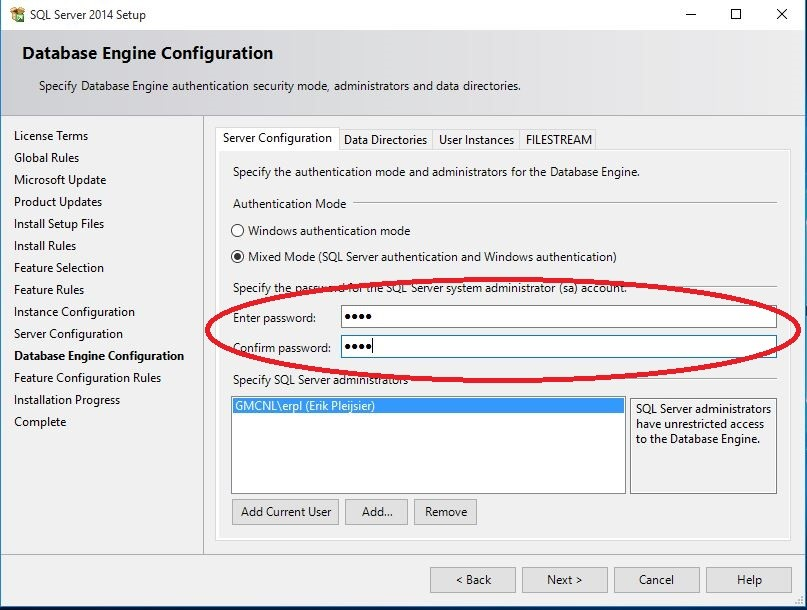 SQL Server 2014 Setup
Database Engine Configuration
Specify Database Engine authentication security mode, administrators and data directories.
License Terms
Global Rules
Microsoft Update
Product Updates
Install Setup Files
Install Rules
Feature Selection
Feature Rules
Instance Configuration
Server Configuration
Database Engine Configuration
Feature Configuration Rules
Installation Progress
Complete
Server Configuration
Data Directories
User Instances
FILESTREAM
Specify the authentication mode and administrators for the Database Engine.
Authentication Mode
Windows authentication mode
Mixed Mode (SQL Server authentication and Windows authentication)
Specify the password for the SQL Server system administrator (sa) account.
Enter password: ●●●●
Confirm password: ●●●●
Specify SQL Server administrators
GMCNL\erpl (Erik Pleijsier)
SQL Server administrators
have unrestricted access
to the Database Engine.
Add Current User
Add...
Remove
< Back
Next >
Cancel
Help